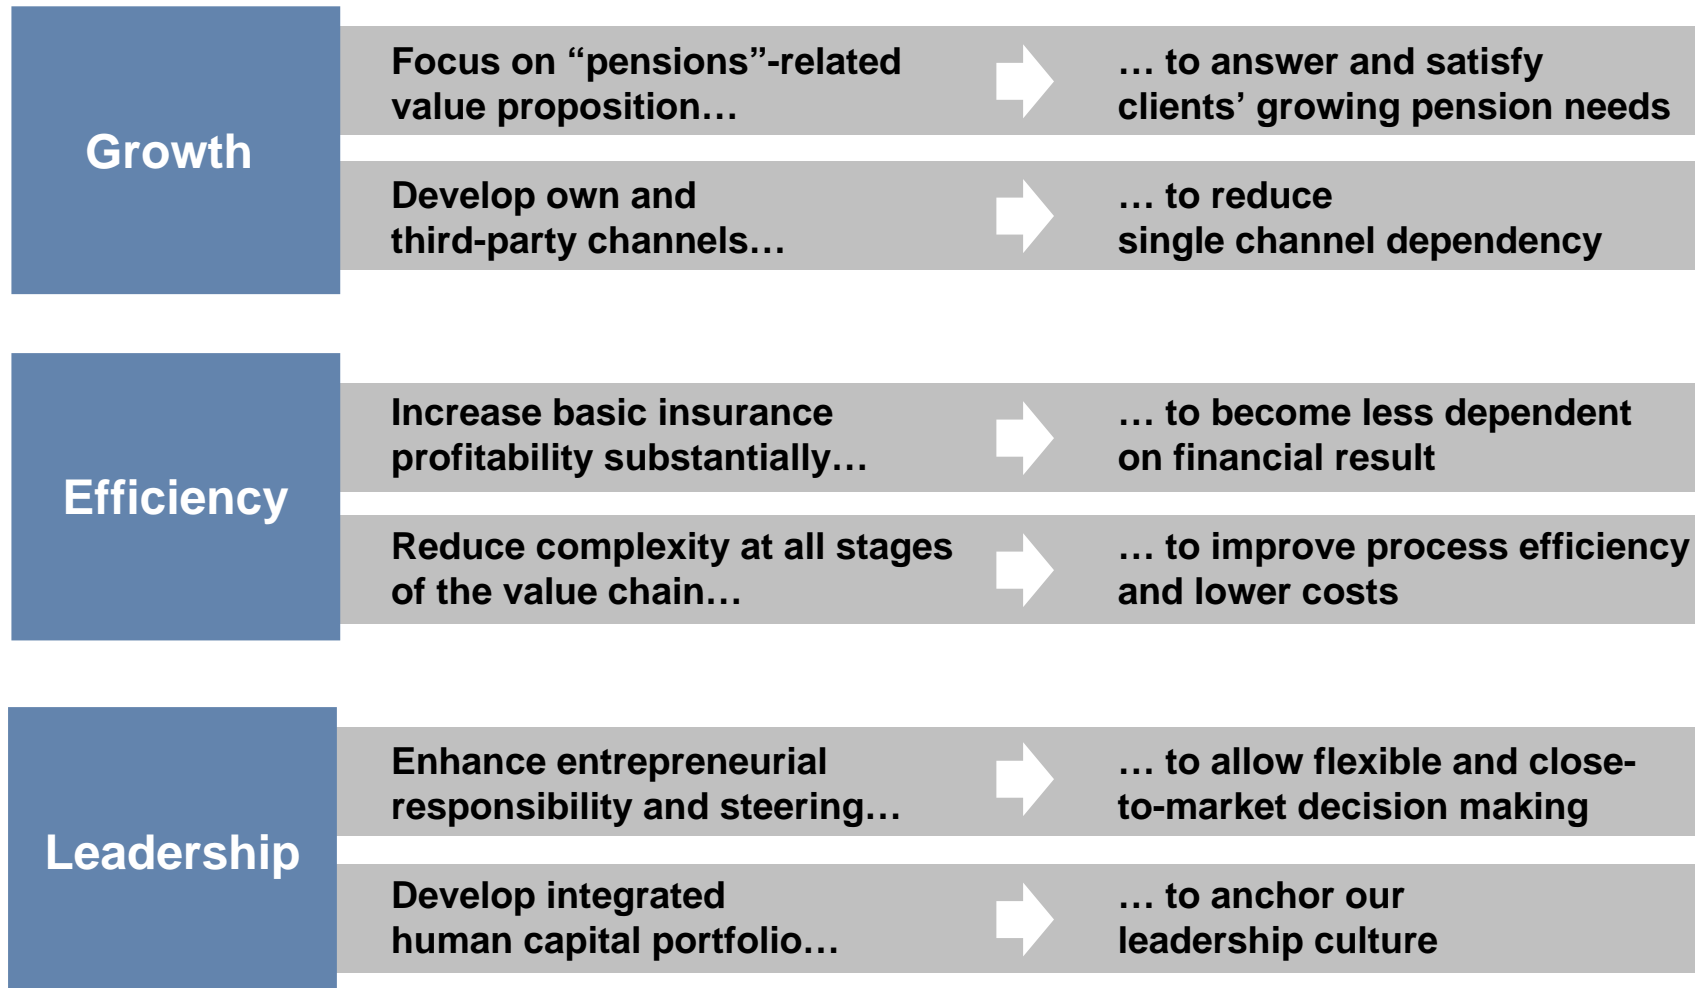 Growth
Focus on “pensions”-related
value proposition…
… to answer and satisfy
clients’ growing pension needs
Develop own and
third-party channels…
… to reduce
single channel dependency
Efficiency
Increase basic insurance
profitability substantially…
… to become less dependent
on financial result
Reduce complexity at all stages
of the value chain…
… to improve process efficiency
and lower costs
Leadership
Enhance entrepreneurial
responsibility and steering…
… to allow flexible and close-
to-market decision making
Develop integrated
human capital portfolio…
… to anchor our
leadership culture